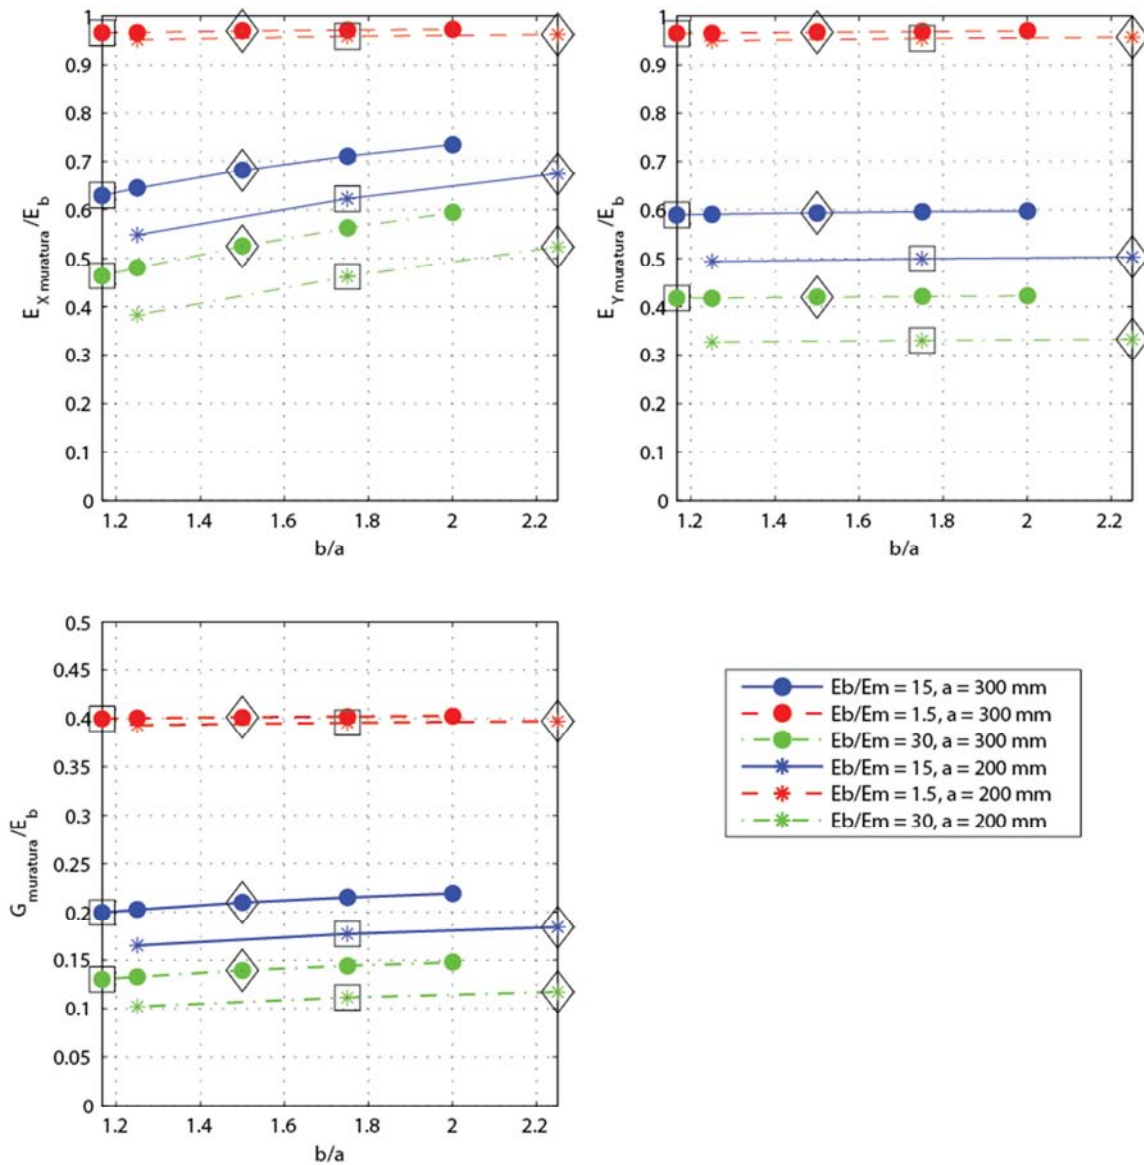 1
0.9
0.8
0.7
0.6
0.5
0.4
0.3
0.2
0.1
0
E X muratura /E b
1.2 1.4 1.6 1.8 2 2.2
b/a
1
0.9
0.8
0.7
0.6
0.5
0.4
0.3
0.2
0.1
0
E Y muratura /E b
1.2 1.4 1.6 1.8 2 2.2
b/a
0.5
0.45
0.4
0.35
0.3
0.25
0.2
0.15
0.1
0.05
0
G muratura /E b
1.2 1.4 1.6 1.8 2 2.2
b/a
Eb/Em = 15, a = 300 mm
Eb/Em = 1.5, a = 300 mm
Eb/Em = 30, a = 300 mm
Eb/Em = 15, a = 200 mm
Eb/Em = 1.5, a = 200 mm
Eb/Em = 30, a = 200 mm